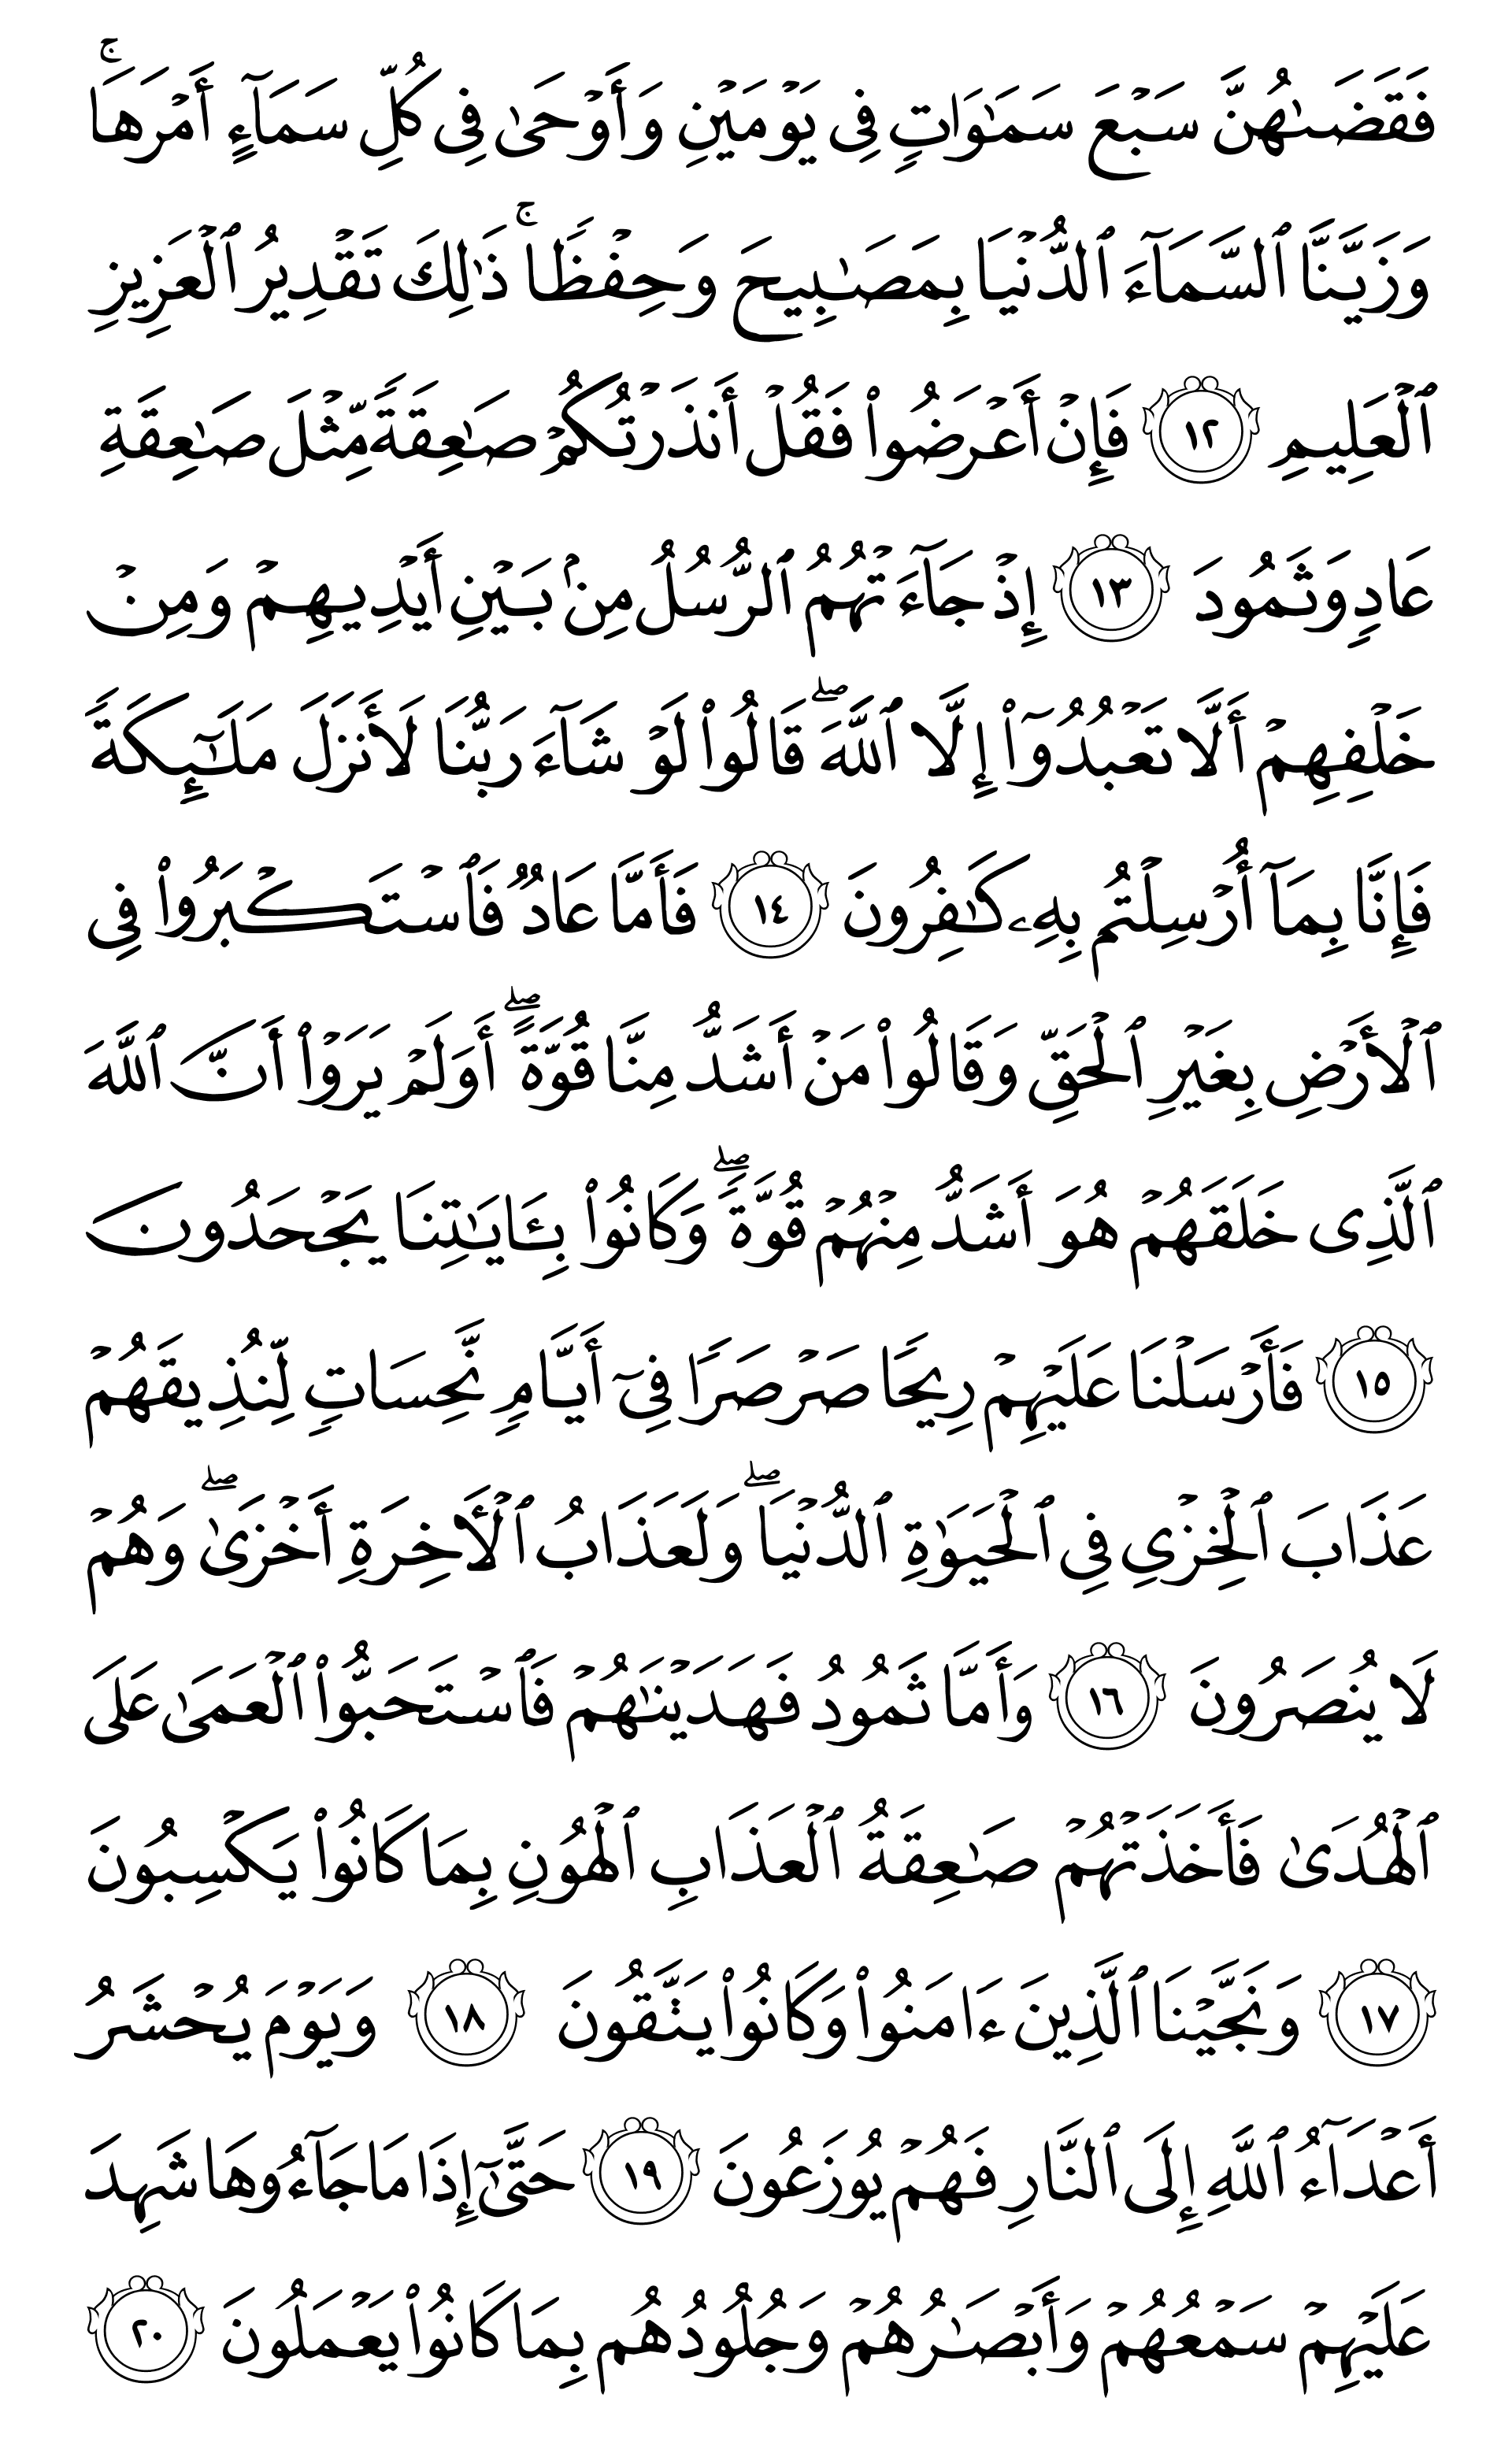 فَقَضَىٰهُنَّ سَبۡعَ سَمَٰوَاتٖ فِي يَوۡمَيۡنِ وَأَوۡحَىٰ فِي كُلِّ سَمَآءٍ أَمۡرَهَاۚ
وَزَيَّنَّا ٱلسَّمَآءَ ٱلدُّنۡيَا بِمَصَٰبِيحَ وَحِفۡظٗاۚ ذَٰلِكَ تَقۡدِيرُ ٱلۡعَزِيزِ
ٱلۡعَلِيمِ ١٢ فَإِنۡ أَعۡرَضُواْ فَقُلۡ أَنذَرۡتُكُمۡ صَٰعِقَةٗ مِّثۡلَ صَٰعِقَةِ
عَادٖ وَثَمُودَ ١٣ إِذۡ جَآءَتۡهُمُ ٱلرُّسُلُ مِنۢ بَيۡنِ أَيۡدِيهِمۡ وَمِنۡ
خَلۡفِهِمۡ أَلَّا تَعۡبُدُوٓاْ إِلَّا ٱللَّهَۖ قَالُواْ لَوۡ شَآءَ رَبُّنَا لَأَنزَلَ مَلَٰٓئِكَةٗ
فَإِنَّا بِمَآ أُرۡسِلۡتُم بِهِۦ كَٰفِرُونَ ١٤ فَأَمَّا عَادٞ فَٱسۡتَكۡبَرُواْ فِي
ٱلۡأَرۡضِ بِغَيۡرِ ٱلۡحَقِّ وَقَالُواْ مَنۡ أَشَدُّ مِنَّا قُوَّةًۖ أَوَلَمۡ يَرَوۡاْ أَنَّ ٱللَّهَ
ٱلَّذِي خَلَقَهُمۡ هُوَ أَشَدُّ مِنۡهُمۡ قُوَّةٗۖ وَكَانُواْ بِـَٔايَٰتِنَا يَجۡحَدُونَ
١٥ فَأَرۡسَلۡنَا عَلَيۡهِمۡ رِيحٗا صَرۡصَرٗا فِيٓ أَيَّامٖ نَّحِسَاتٖ لِّنُذِيقَهُمۡ
عَذَابَ ٱلۡخِزۡيِ فِي ٱلۡحَيَوٰةِ ٱلدُّنۡيَاۖ وَلَعَذَابُ ٱلۡأٓخِرَةِ أَخۡزَىٰۖ وَهُمۡ
لَا يُنصَرُونَ ١٦ وَأَمَّا ثَمُودُ فَهَدَيۡنَٰهُمۡ فَٱسۡتَحَبُّواْ ٱلۡعَمَىٰ عَلَى
ٱلۡهُدَىٰ فَأَخَذَتۡهُمۡ صَٰعِقَةُ ٱلۡعَذَابِ ٱلۡهُونِ بِمَا كَانُواْ يَكۡسِبُونَ
١٧ وَنَجَّيۡنَا ٱلَّذِينَ ءَامَنُواْ وَكَانُواْ يَتَّقُونَ ١٨ وَيَوۡمَ يُحۡشَرُ
أَعۡدَآءُ ٱللَّهِ إِلَى ٱلنَّارِ فَهُمۡ يُوزَعُونَ ١٩ حَتَّىٰٓ إِذَا مَا جَآءُوهَا شَهِدَ
عَلَيۡهِمۡ سَمۡعُهُمۡ وَأَبۡصَٰرُهُمۡ وَجُلُودُهُم بِمَا كَانُواْ يَعۡمَلُونَ ٢٠